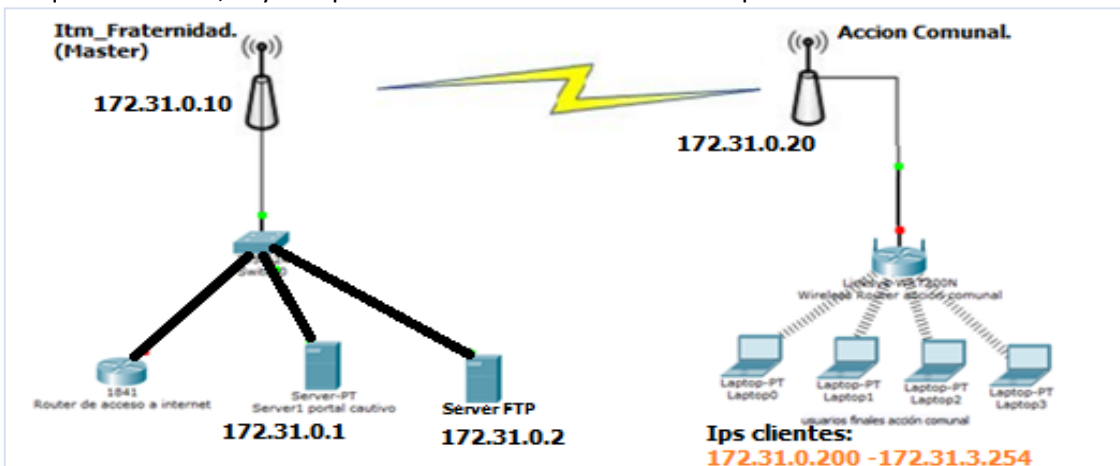 Itm_Fraternidad.
(Master)
172.31.0.10
Accion Comunal.
172.31.0.20
1841
Router de acceso a internet
Server-PT
Server1 portal cautivo
172.31.0.1
Server FTP
172.31.0.2
Wireless Router acción comunal
Laptop-PT
Laptop0
Laptop-PT
Laptop1
Laptop-PT
Laptop2
Laptop-PT
Laptop3
usuarios finales acción comunal
Ips clientes:
172.31.0.200 -172.31.3.254